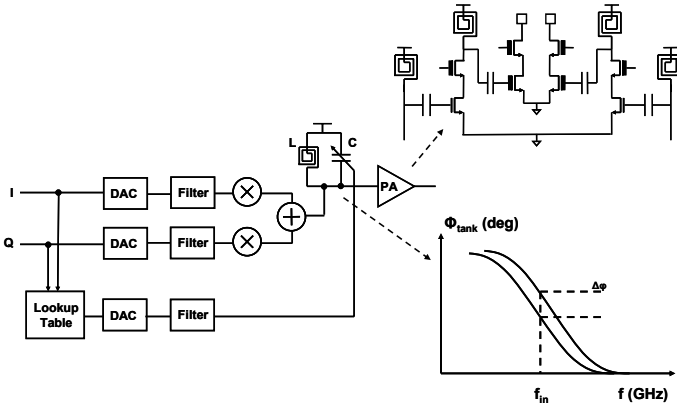 L
C
I
DAC
Filter
PA
Φtank (deg)
Q
DAC
Filter
Δφ
Lookup
Table
DAC
Filter
fin
f (GHz)